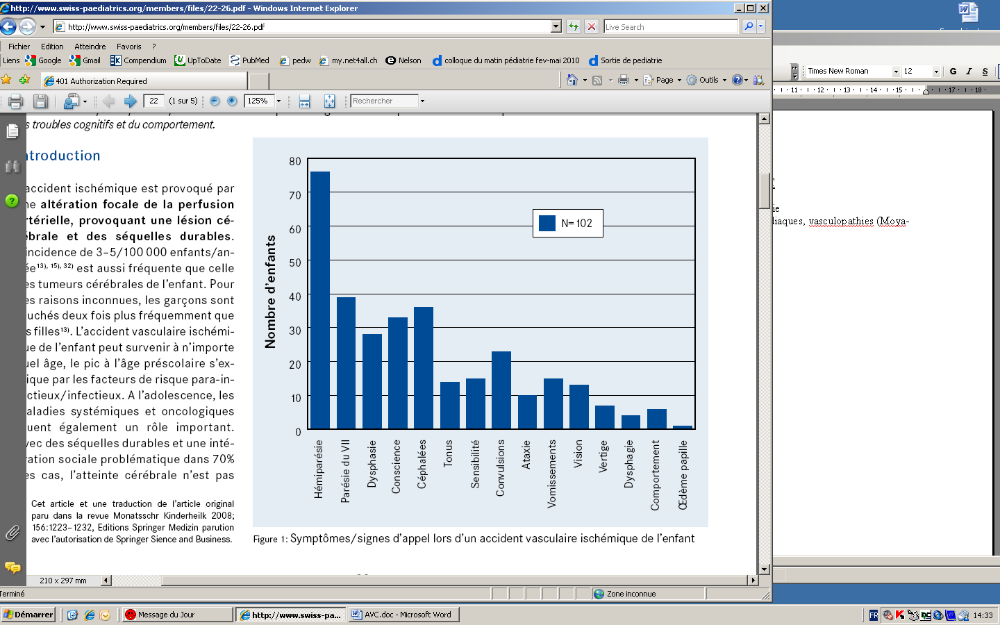 http://www.swiss-paediatrics.org/members/files/22-26.pdf - Windows Internet Explorer
http://www.swiss-paediatrics.org/members/files/22-26.pdf
Live Search
Fichier Edition Atteindre Favoris ?
Liens Google Gmail Compendium UpToDate PubMed pedw my.net4all.ch Nelson colloque du matin pédiatrie fev-mai 2010 Sortie de pediatrie
401 Authorization Required
Page Outils
22 (1 sur 5) 125% Rechercher
Times New Roman 12 G I S
11 12 13 14 15 17 18
s troubles cognitifs et du comportement.
ntroduction
accident ischémique est provoqué par
ne altération focale de la perfusion
rtérielle, provoquant une lésion cé-
ébrale et des séquelles durables.
incidence de 3–5/100 000 enfants/an-
ée13), 15), 32) est aussi fréquente que celle
es tumeurs cérébrales de l'enfant. Pour
es raisons inconnues, les garçons sont
uchés deux fois plus fréquemment que
s filles13). L'accident vasculaire ischémi-
ue de l'enfant peut survenir à n'importe
uel âge, le pic à l'âge préscolaire s'ex-
ique par les facteurs de risque para-in-
ctieux/infectieux. A l'adolescence, les
aladies systémiques et oncologiques
uent également un rôle important.
vec des séquelles durables et une inté-
ration sociale problématique dans 70%
es cas, l'atteinte cérébrale n'est pas
Cet article et une traduction de l'article original
paru dans la revue Monatsschr Kinderheilk 2008;
156:1223–1232, Editions Springer Medizin parution
avec l'autorisation de Springer Sience and Business.
Nombre d'enfants
80
70
60
50
40
30
20
10
0
N= 102
Hémiparésie
Parésie du VII
Dysphasie
Conscience
Céphalées
Tonus
Sensibilité
Convulsions
Ataxie
Vomissements
Vision
Vertige
Dysphagie
Comportement
Œdème papille
Figure 1: Symptômes/signes d'appel lors d'un accident vasculaire ischémique de l'enfant
ie
diaques, vasculopathies (Moya-
210 x 297 mm
Terminé
Zone inconnue
Démarrer Message du Jour http://www.swiss-pa... AVC.doc - Microsoft Word FR 14:33